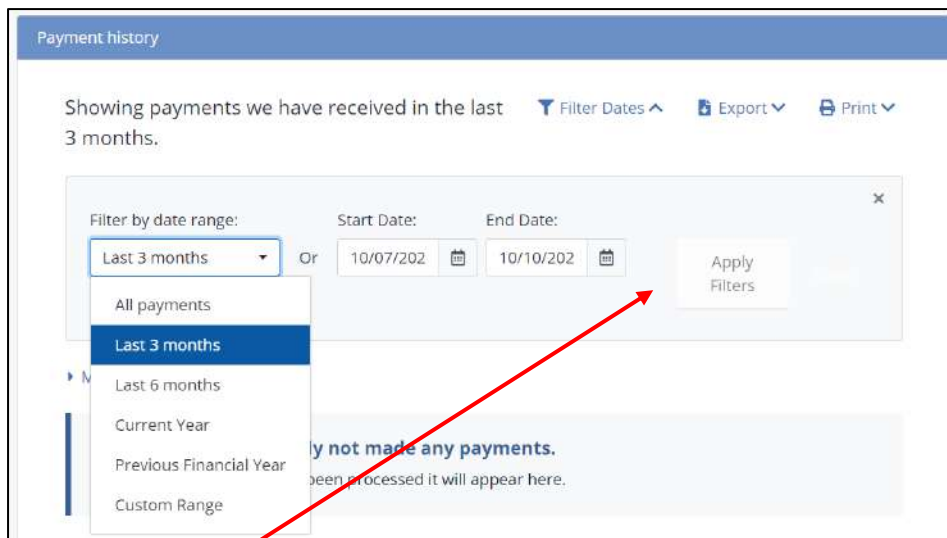 Payment history
Showing payments we have received in the last
3 months.
Filter Dates
Export
Print
Filter by date range:
Start Date:
End Date:
Last 3 months
Or
10/07/202
10/10/202
Apply
Filters
All payments
Last 3 months
Last 6 months
Current Year
Previous Financial Year
Custom Range
not made any payments.
been processed it will appear here.